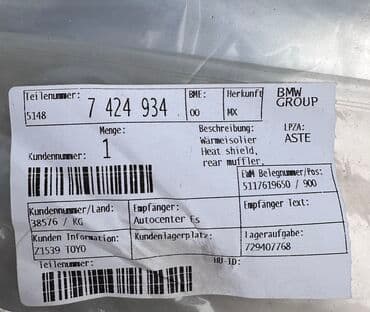 Teilenummer:
5148
7 424 934
BME:
00
Herkunft
MX
BMW
GROUP
Menge:
1
Kundennummer:
Beschreibung:
Wärmeisolier
Heat shield,
rear muffler,
LPZA:
ASTE
EWM Belegnummer/Pos:
5117619650 / 900
Kundennummer/Land:
38576 / KG
Empfänger:
Autocenter Es
Empfänger Text:
Kunden Information:
Z1539 TOYO
Kundenlagerplatz:
Lageraufgabe:
729407768
Teilenummer:
HU-ID: